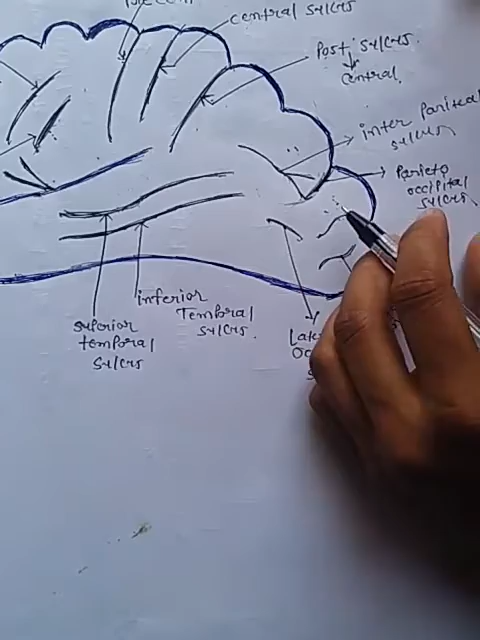 central sulcus
Post sulcus
central
inter Parietal
sulcus
Parieto
occipital
sulcus
inferior
Temporal
sulcus
superior
temporal
sulcus